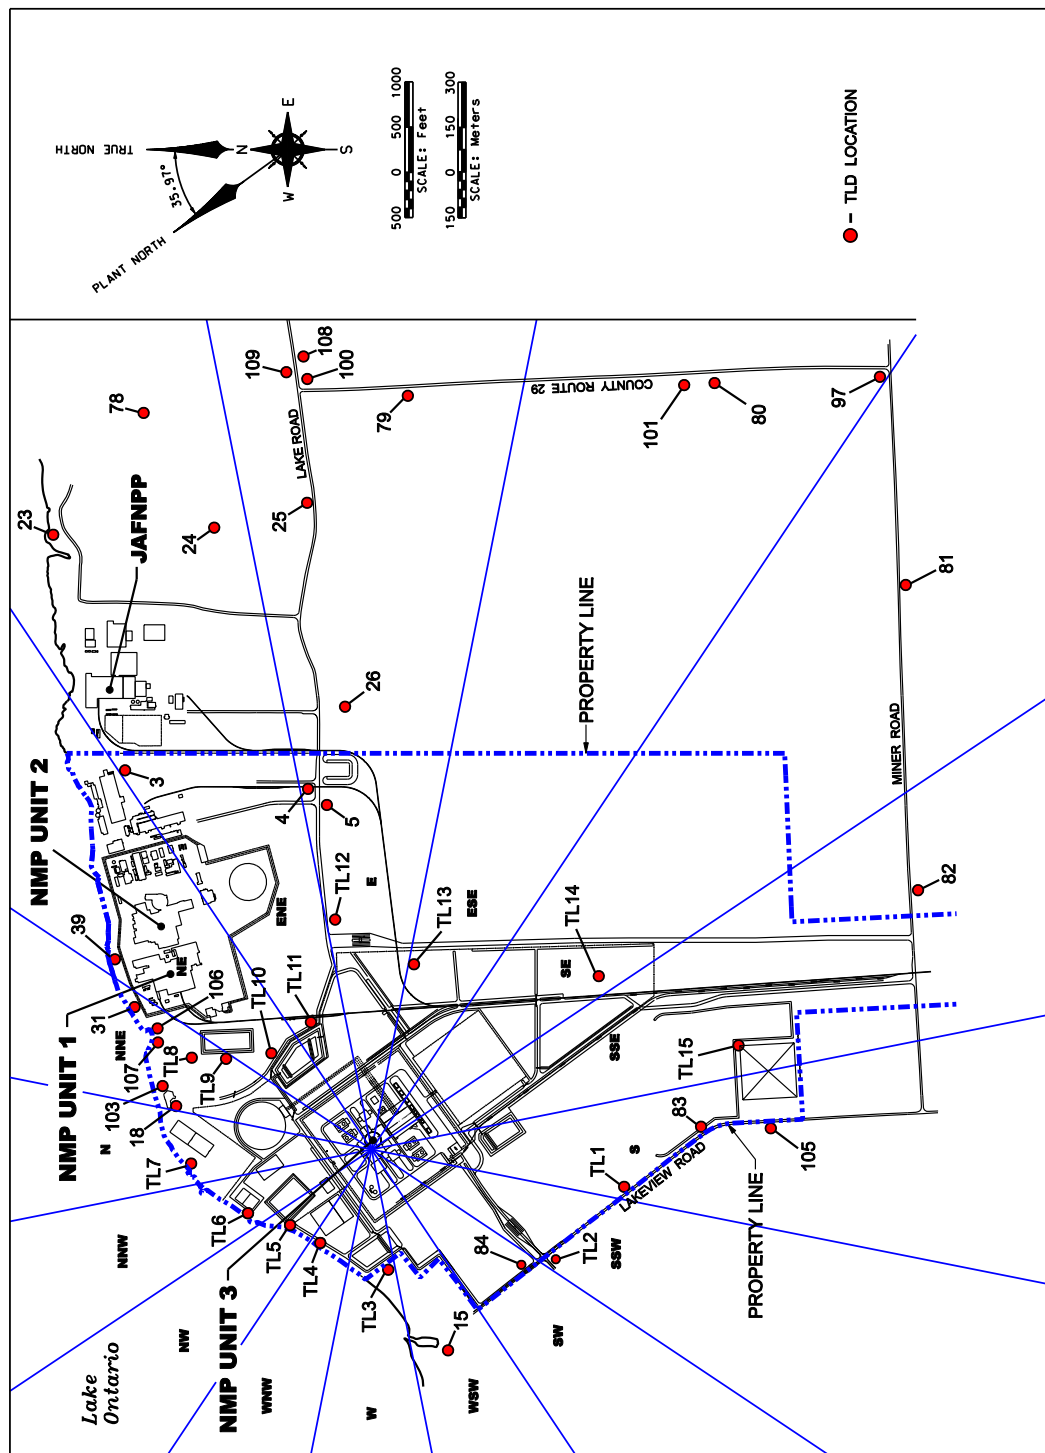 TRUE NORTH
35.97°
PLANT NORTH
N
E
S
W
500 0 500 1000
SCALE: Feet
150 0 150 300
SCALE: Meters
TLD LOCATION
109
108
100
78
LAKE ROAD
79
COUNTY ROUTE 29
101
80
97
23
JAFNPP
24
25
81
26
PROPERTY LINE
NMP UNIT 2
3
4
5
MINER ROAD
82
39
TL12
E
ENE
TL13
ESE
TL14
SE
NE
31
106
TL10
TL11
NNE
107
TL8
TL9
SSE
TL15
NMP UNIT 1
103
18
N
TL7
83
105
TL1
S
LAKEVIEW ROAD
PROPERTY LINE
TL6
TL5
TL4
NNW
84
TL2
SSW
TL3
NMP UNIT 3
15
NW
WNW
W
WSW
SW
Lake
Ontario